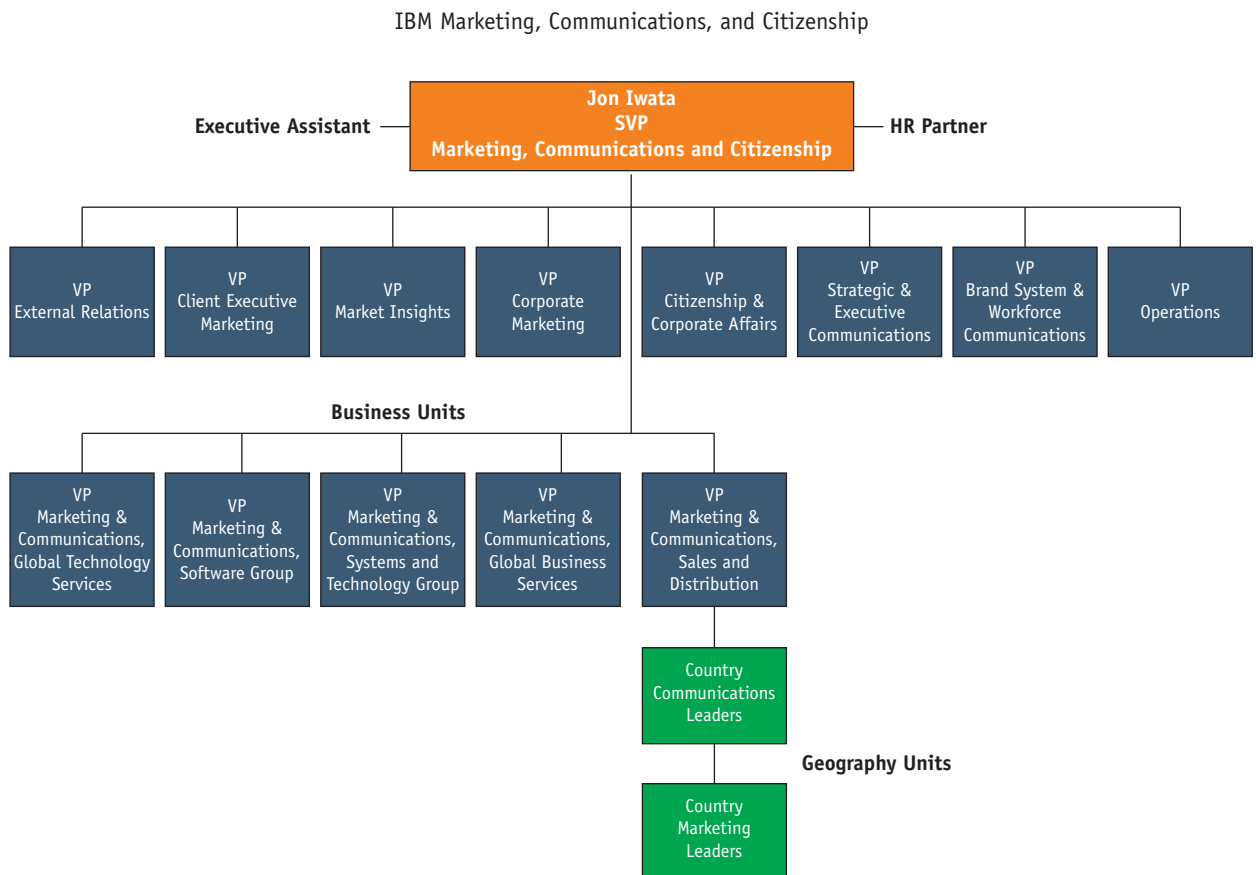 IBM Marketing, Communications, and Citizenship
Jon Iwata
SVP
Marketing, Communications and Citizenship
Executive Assistant
HR Partner
VP
External Relations
VP
Client Executive
Marketing
VP
Market Insights
VP
Corporate
Marketing
VP
Citizenship &
Corporate Affairs
VP
Strategic &
Executive
Communications
VP
Brand System &
Workforce
Communications
VP
Operations
Business Units
VP
Marketing &
Communications,
Global Technology
Services
VP
Marketing &
Communications,
Software Group
VP
Marketing &
Communications,
Systems and
Technology Group
VP
Marketing &
Communications,
Global Business
Services
VP
Marketing &
Communications,
Sales and
Distribution
Country
Communications
Leaders
Geography Units
Country
Marketing
Leaders